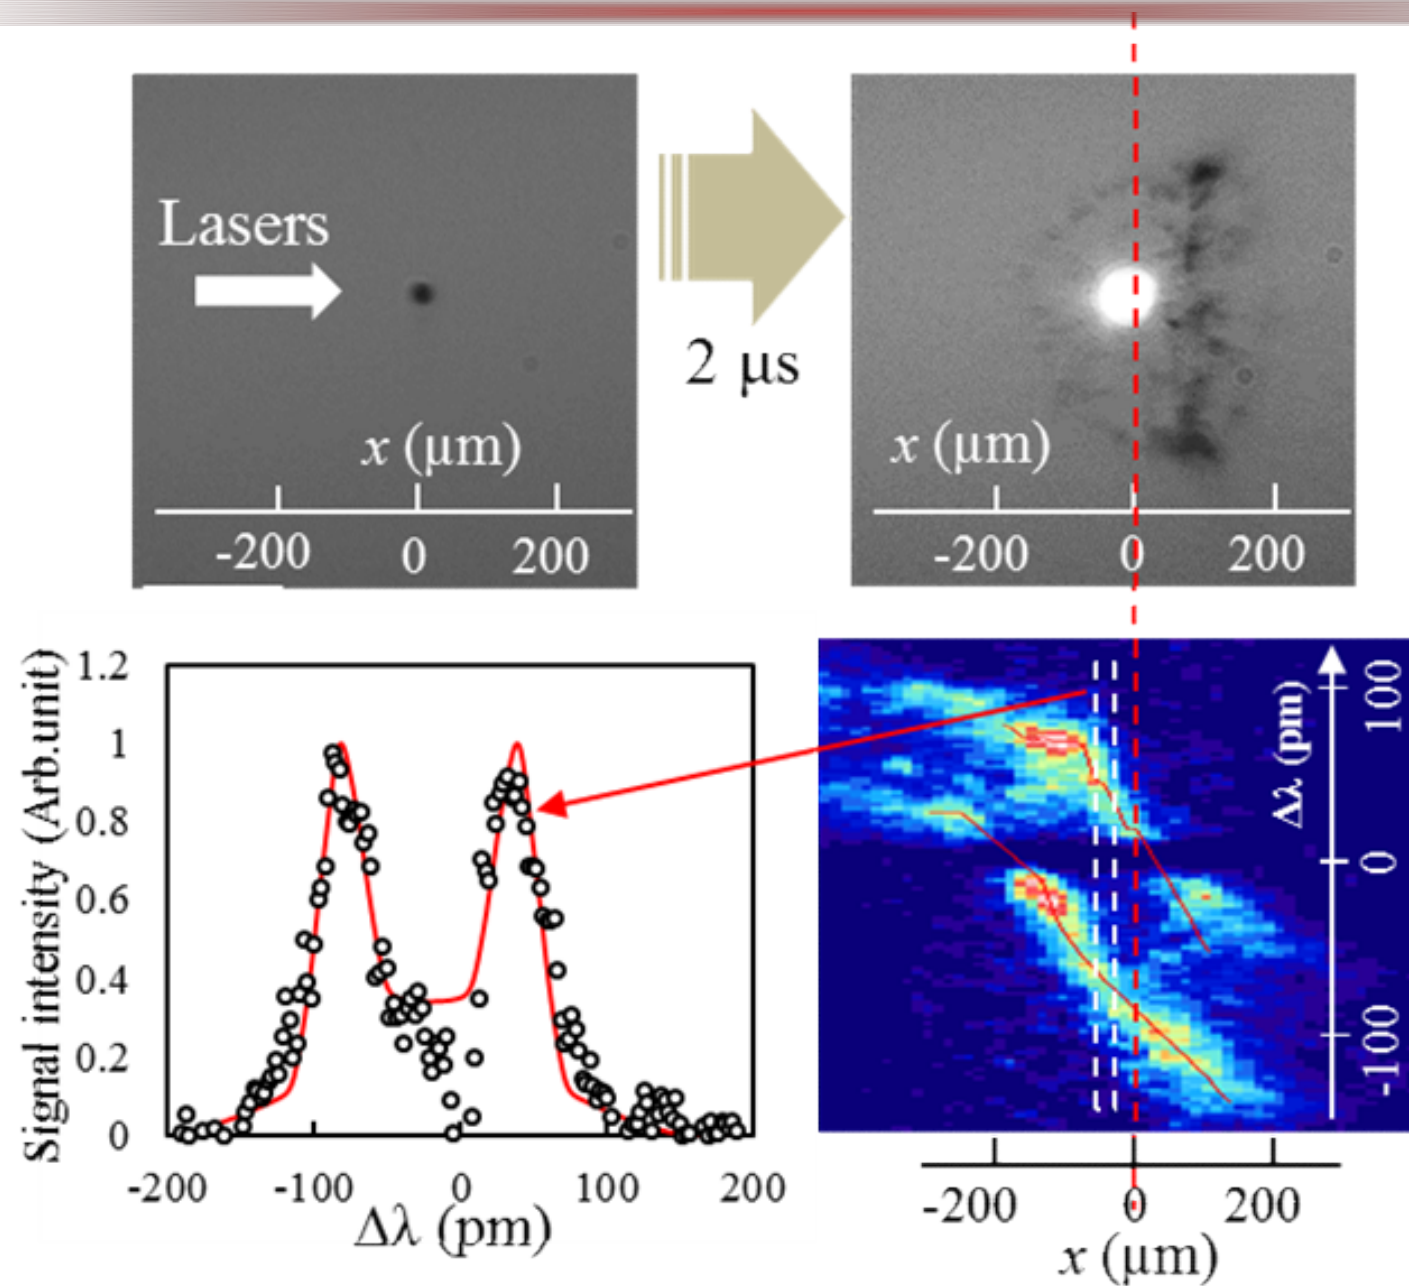 Lasers
2 μs
x (μm)
-200 0 200
x (μm)
-200 0 200
Signal intensity (Arb.unit)
1.2
1
0.8
0.6
0.4
0.2
0
-200 -100 0 100 200
Δλ (pm)
Δλ (pm)
100
0
-100
-200 0 200
x (μm)